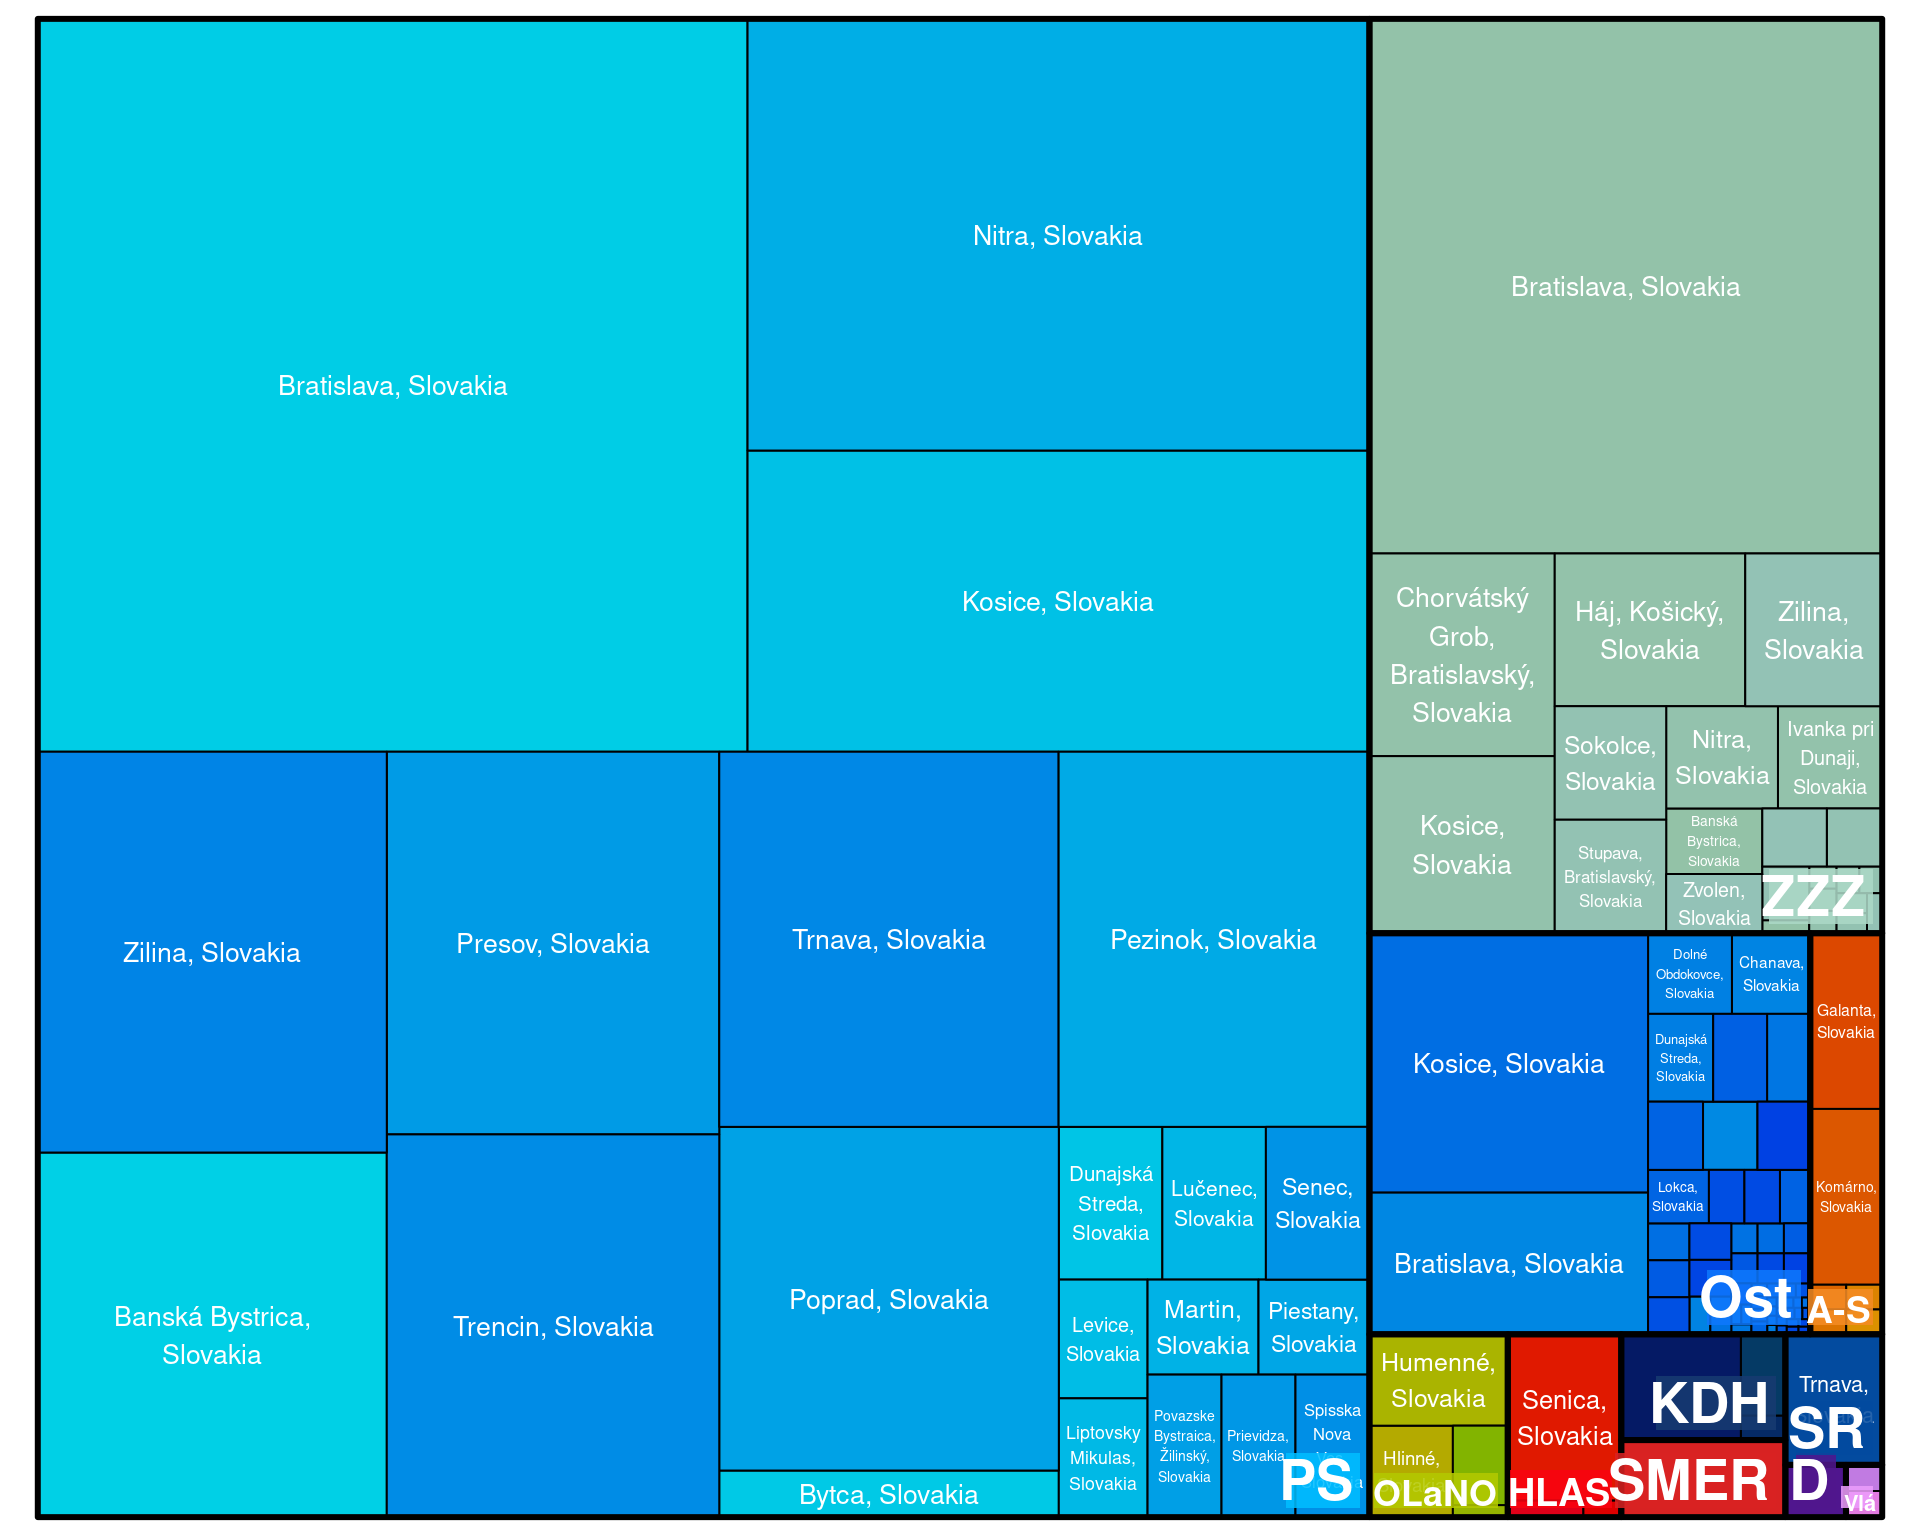 Bratislava, Slovakia
Nitra, Slovakia
Kosice, Slovakia
Zilina, Slovakia
Presov, Slovakia
Trnava, Slovakia
Pezinok, Slovakia
Banská Bystrica,
Slovakia
Trencin, Slovakia
Poprad, Slovakia
Bytca, Slovakia
Dunajská
Streda,
Slovakia
Lučenec,
Slovakia
Senec,
Slovakia
Levice,
Slovakia
Martin,
Slovakia
Piestany,
Slovakia
Liptovsky
Mikulas,
Slovakia
Povazske
Bystraica,
Žilinský,
Slovakia
Prievidza,
Slovakia
Spisska
Nova
PS
Bratislava, Slovakia
Chorvátský
Grob,
Bratislavský,
Slovakia
Háj, Košický,
Slovakia
Zilina,
Slovakia
Kosice,
Slovakia
Sokolce,
Slovakia
Nitra,
Slovakia
Ivanka pri
Dunaji,
Slovakia
Stupava,
Bratislavský,
Slovakia
Banská
Bystrica,
Slovakia
Zvolen,
Slovakia
ZZZ
Kosice, Slovakia
Bratislava, Slovakia
Dolné
Obdokovce,
Slovakia
Chanava,
Slovakia
Dunajská
Streda,
Slovakia
Lokca,
Slovakia
Ost
Galanta,
Slovakia
Komárno,
Slovakia
A-S
Humenné,
Slovakia
Hlinné,
OLaNO
Senica,
Slovakia
HLAS
KDH
SMER
Trnava,
SR
D
Vlá